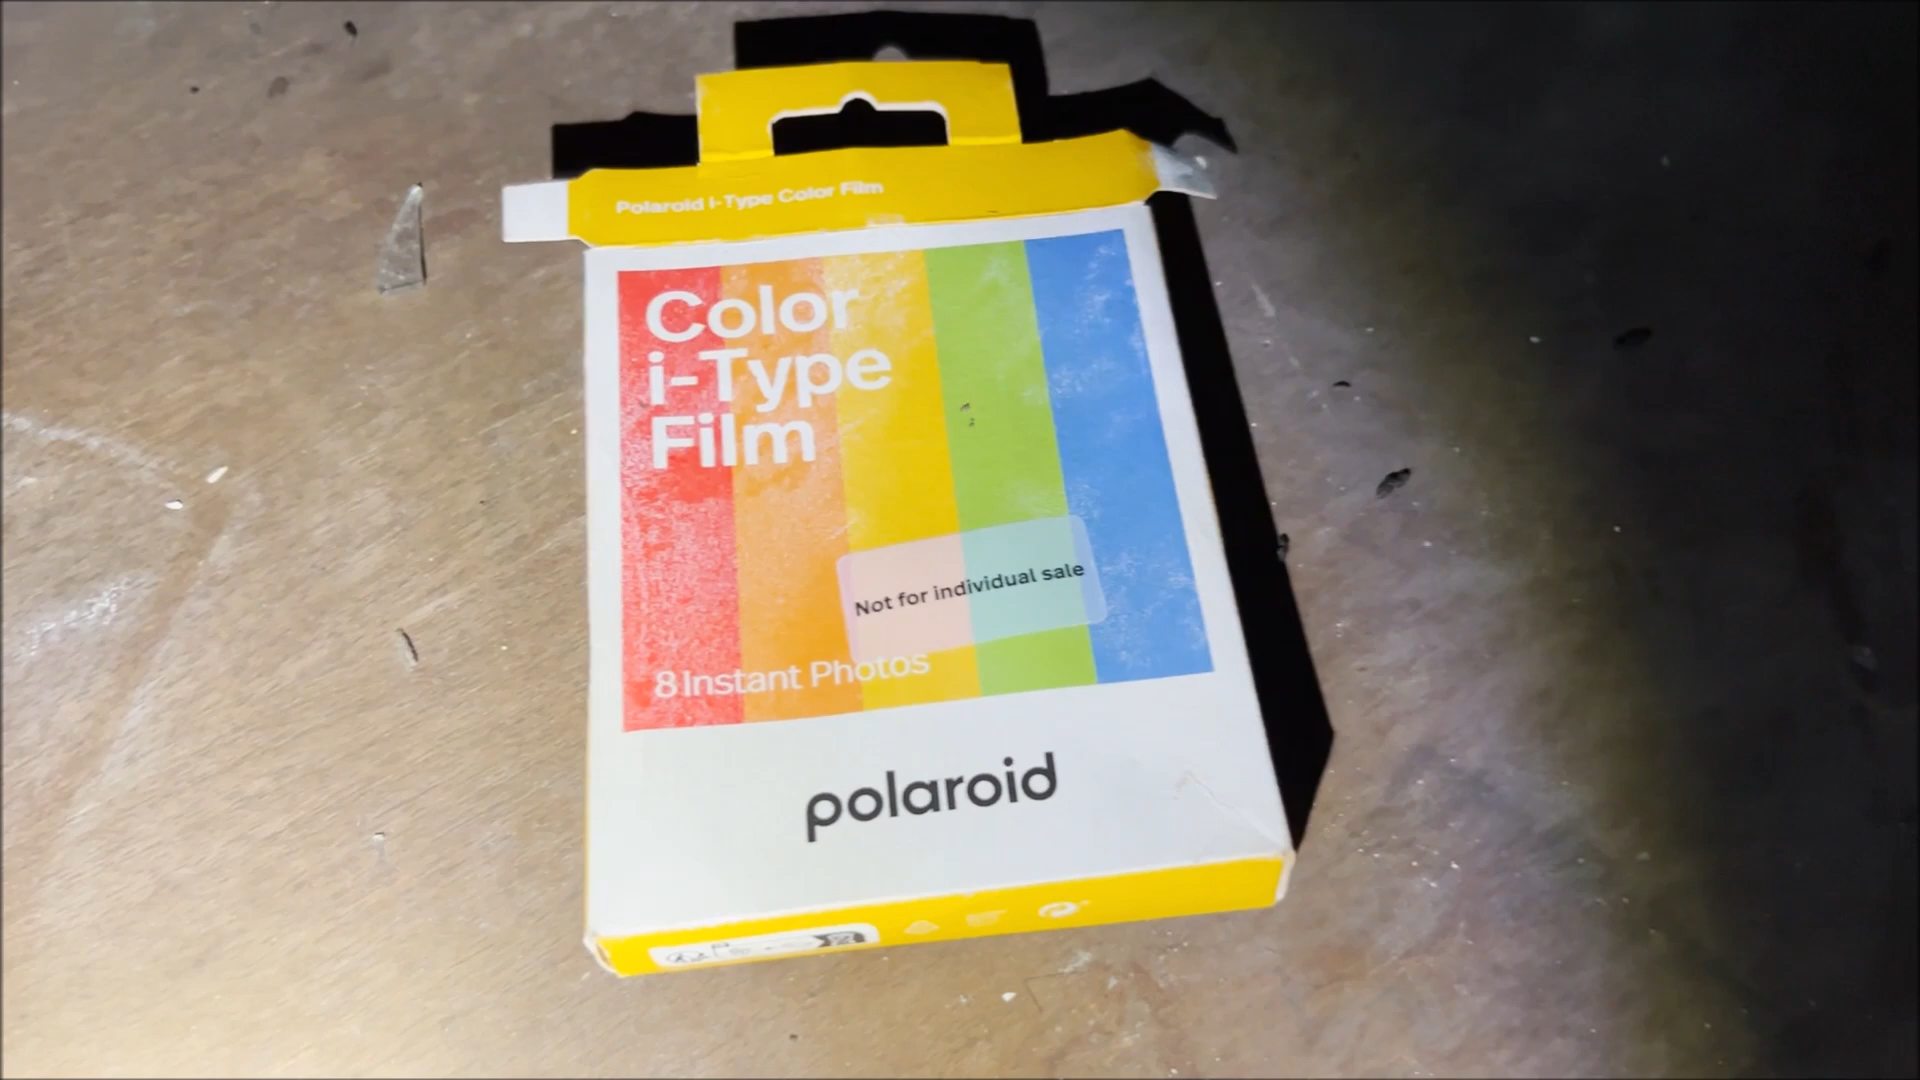 Polaroid i-Type Color Film
Color
i-Type
Film
Not for individual sale
8 Instant Photos
polaroid